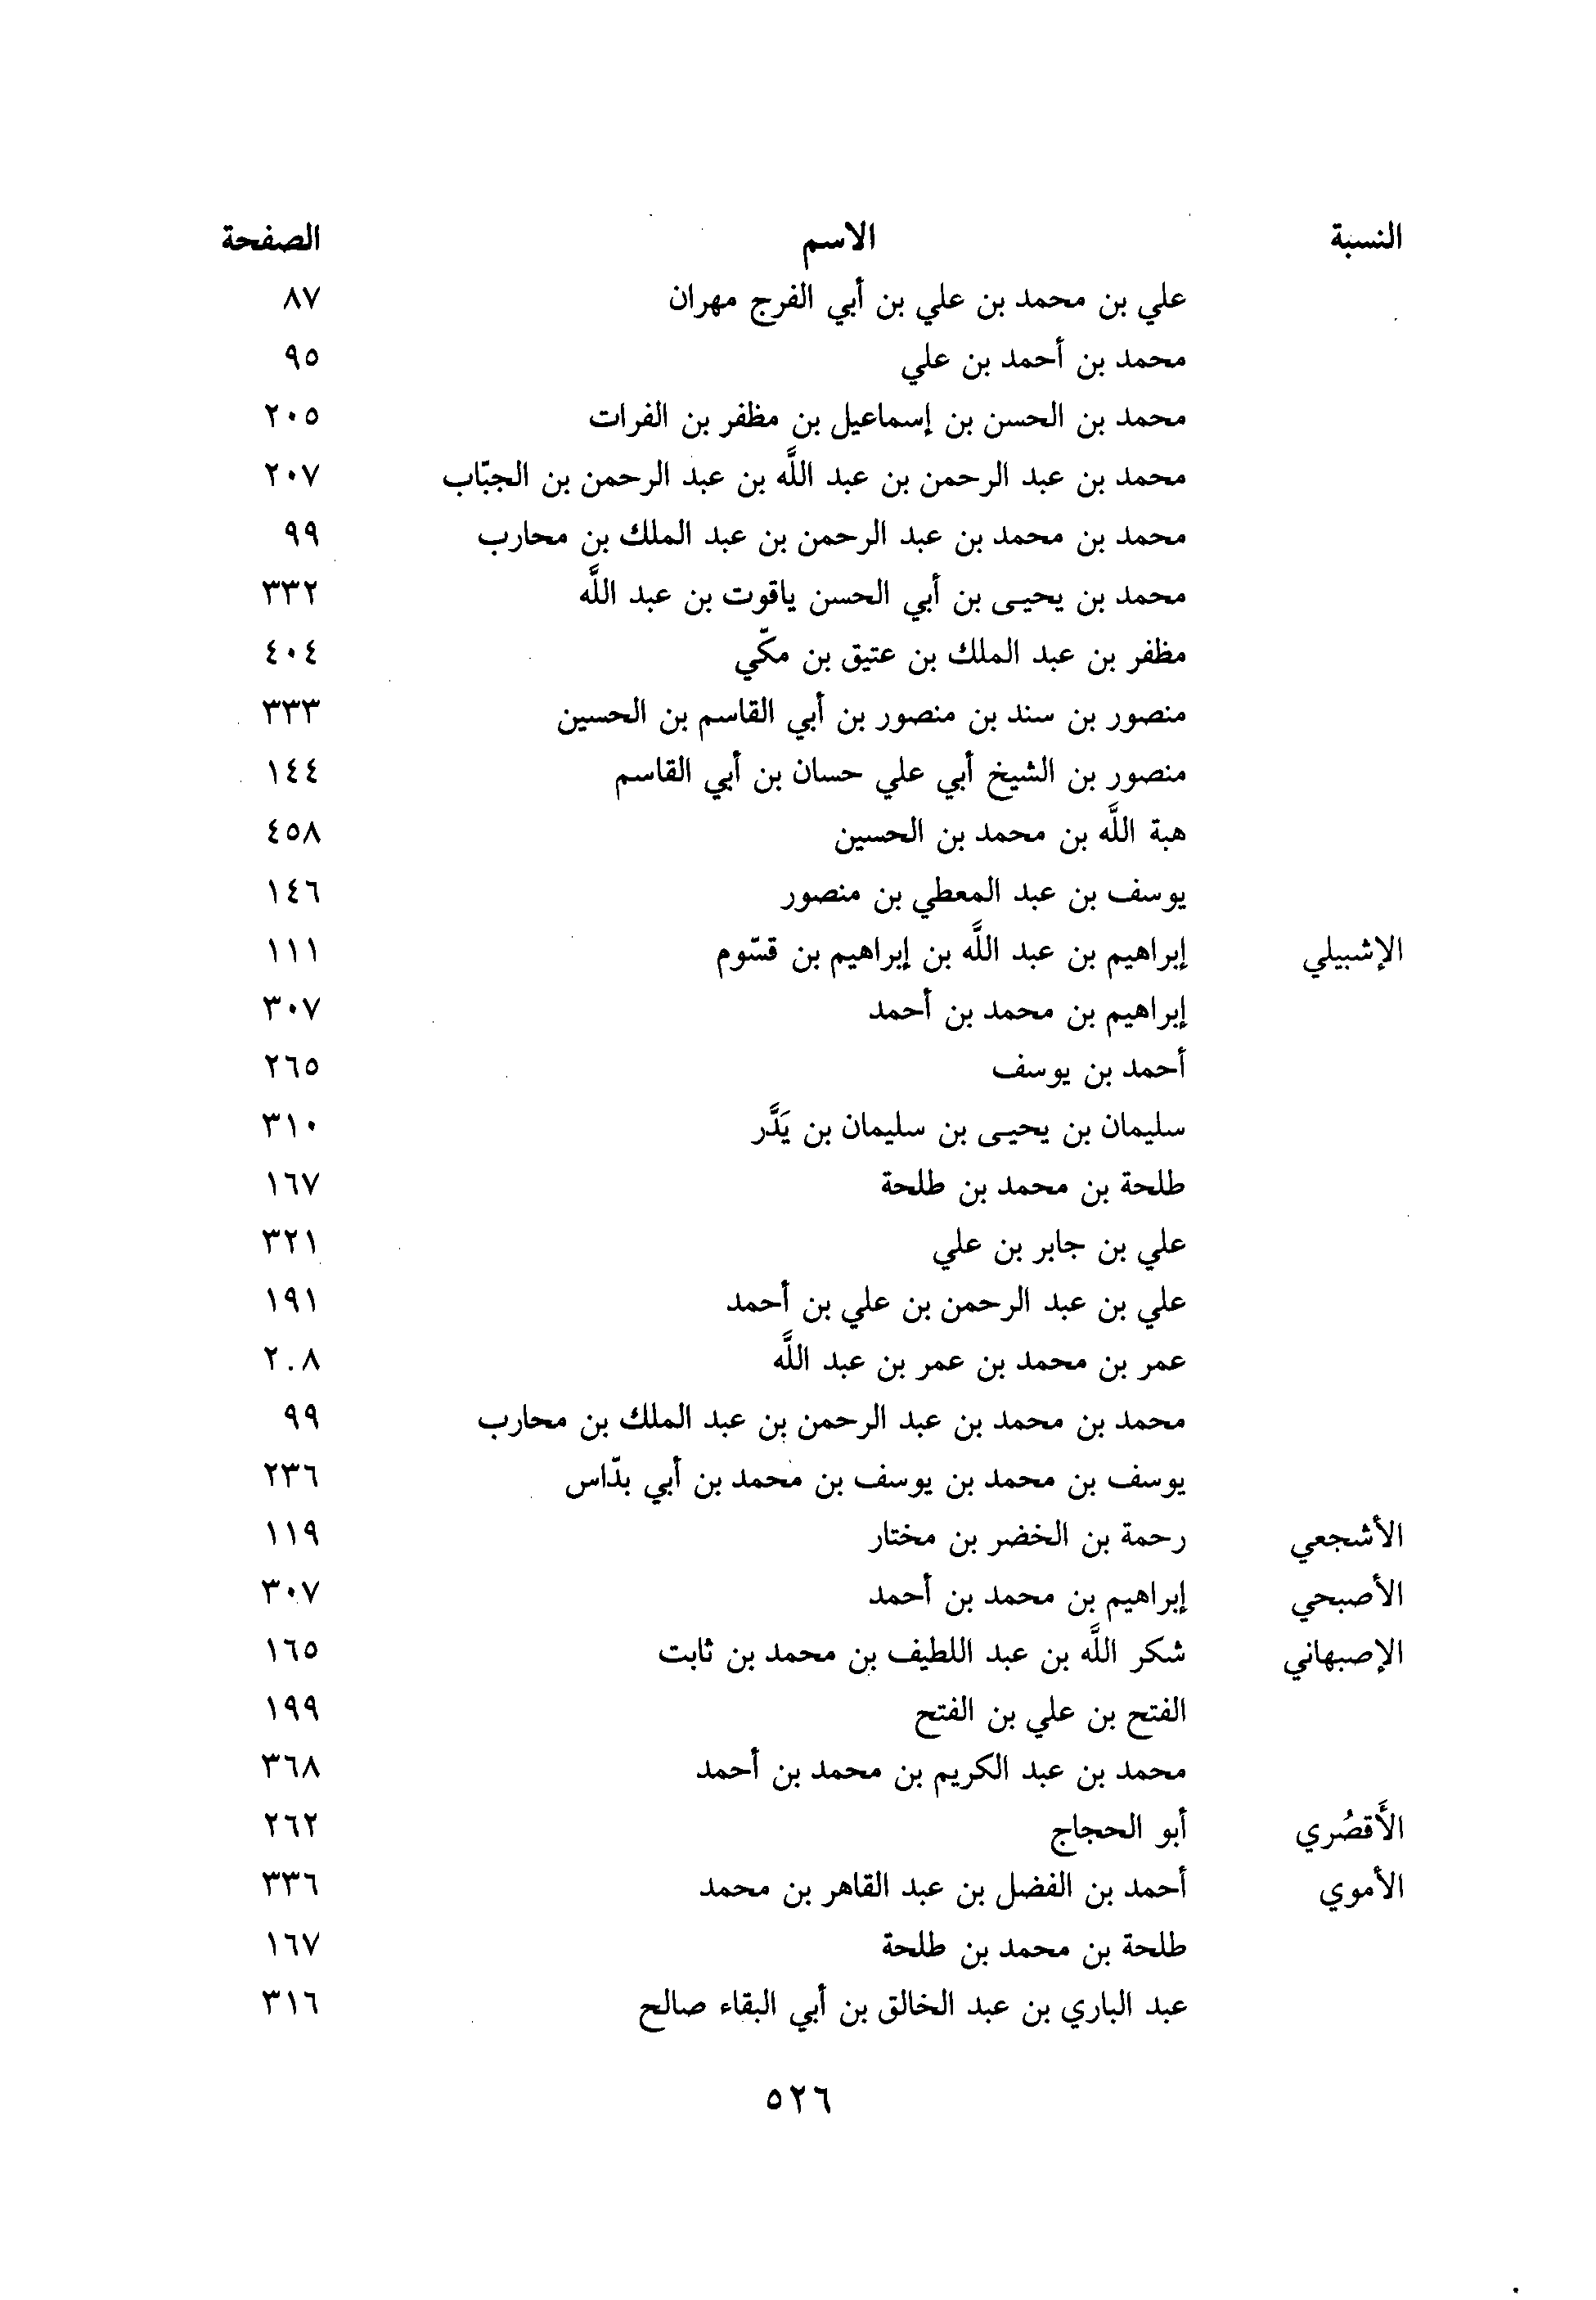 النسبة الاسم الصفحة
علي بن محمد بن علي بن أبي الفرج مهران ٨٧
محمد بن أحمد بن علي ٩٥
محمد بن الحسن بن إسماعيل بن مظفر بن الفرات ٢٠٥
محمد بن عبد الرحمن بن عبد اللَّه بن عبد الرحمن بن الجبّاب ٢٠٧
محمد بن محمد بن عبد الرحمن بن عبد الملك بن محارب ٩٩
محمد بن يحيى بن أبي الحسن ياقوت بن عبد اللَّه ٣٣٢
مظفر بن عبد الملك بن عتيق بن مكّي ٤٠٤
منصور بن سند بن منصور بن أبي القاسم بن الحسين ٣٣٣
منصور بن الشيخ أبي علي حسان بن أبي القاسم ١٤٤
هبة اللَّه بن محمد بن الحسين ٤٥٨
يوسف بن عبد المعطي بن منصور ١٤٦
الإشبيلي إبراهيم بن عبد اللَّه بن إبراهيم بن قسّوم ١١١
إبراهيم بن محمد بن أحمد ٣٠٧
أحمد بن يوسف ٢٦٥
سليمان بن يحيى بن سليمان بن يَدَّر ٣١٠
طلحة بن محمد بن طلحة ١٦٧
علي بن جابر بن علي ٣٢١
علي بن عبد الرحمن بن علي بن أحمد ١٩١
عمر بن محمد بن عمر بن عبد اللَّه ٢٠٨
محمد بن محمد بن عبد الرحمن بن عبد الملك بن محارب ٩٩
يوسف بن محمد بن يوسف بن محمد بن أبي بدّاس ٢٣٦
الأشجعي رحمة بن الخضر بن مختار ١١٩
الأصبحي إبراهيم بن محمد بن أحمد ٣٠٧
الإصبهاني شكر اللَّه بن عبد اللطيف بن محمد بن ثابت ١٦٥
الفتح بن علي بن الفتح ١٩٩
محمد بن عبد الكريم بن محمد بن أحمد ٣٦٨
الأَقصُري أبو الحجاج ٢٦٢
الأموي أحمد بن الفضل بن عبد القاهر بن محمد ٣٣٦
طلحة بن محمد بن طلحة ١٦٧
عبد الباري بن عبد الخالق بن أبي البقاء صالح ٣١٦
٥٢٦